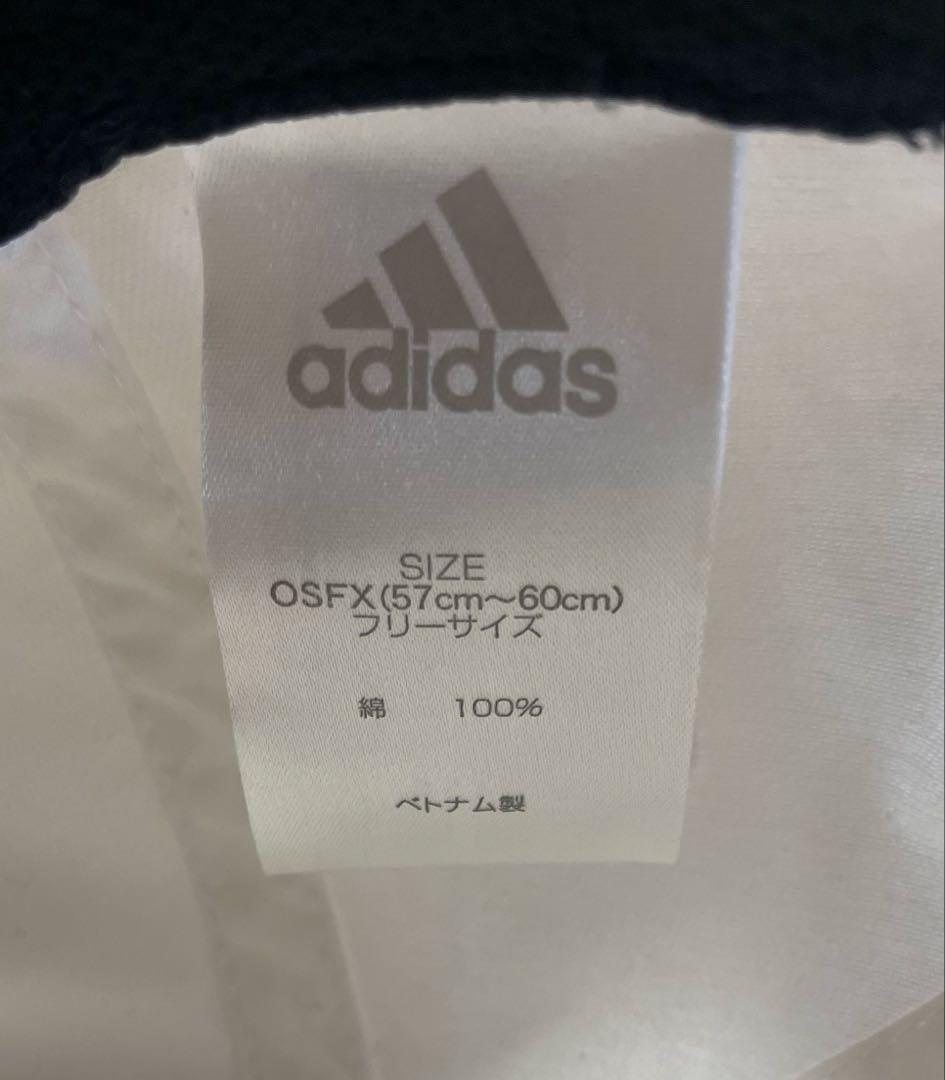 adidas
SIZE
OSFX(57cm～60cm)
フリーサイズ
綿 100%
ベトナム製